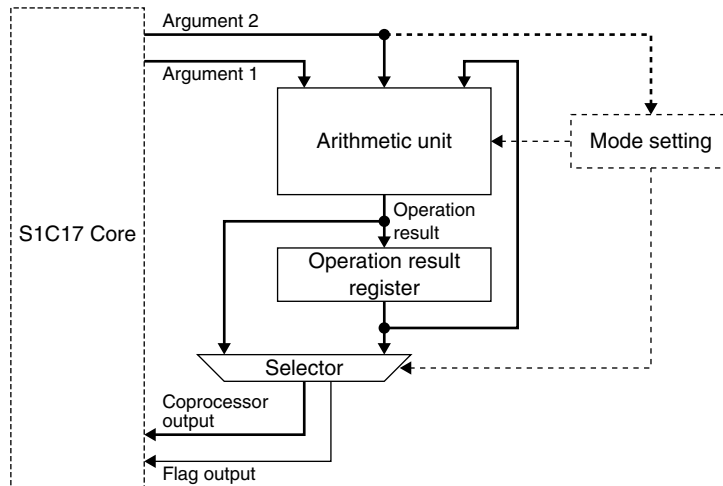 Argument 2
Argument 1
Arithmetic unit
Mode setting
S1C17 Core
Operation
result
Operation result
register
Selector
Coprocessor
output
Flag output